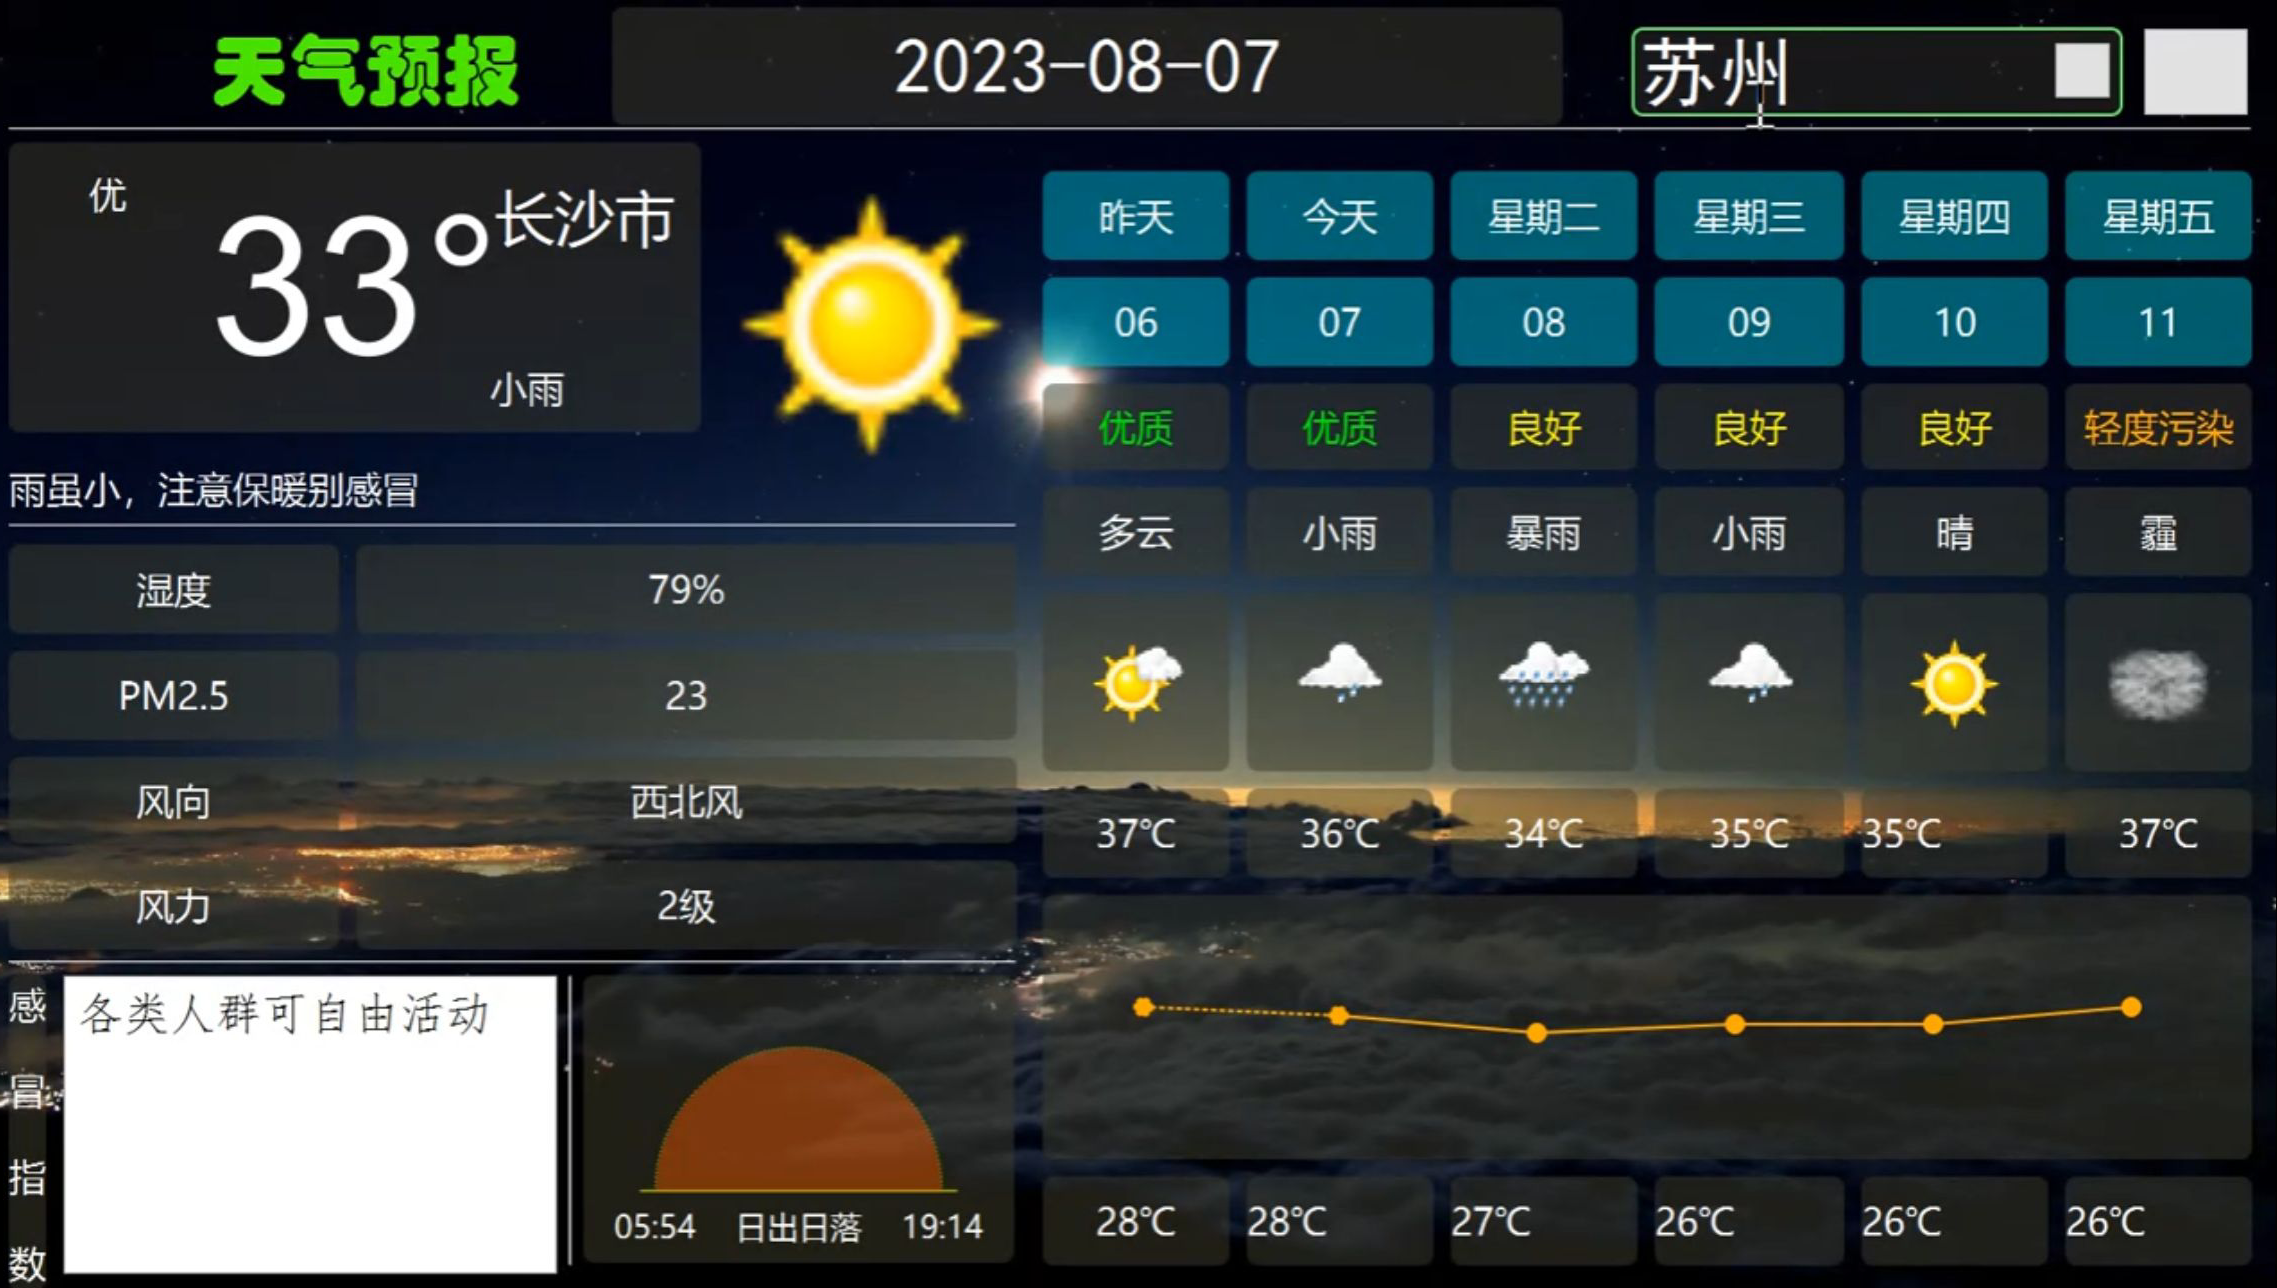 天气预报
2023-08-07
苏州
优
33°
长沙市
小雨
雨虽小，注意保暖别感冒
湿度 79%
PM2.5 23
风向 西北风
风力 2级
感冒指数
各类人群可自由活动
05:54 日出日落 19:14
昨天 今天 星期二 星期三 星期四 星期五
06 07 08 09 10 11
优质 优质 良好 良好 良好 轻度污染
多云 小雨 暴雨 小雨 晴 霾
37℃ 36℃ 34℃ 35℃ 35℃ 37℃
28℃ 28℃ 27℃ 26℃ 26℃ 26℃